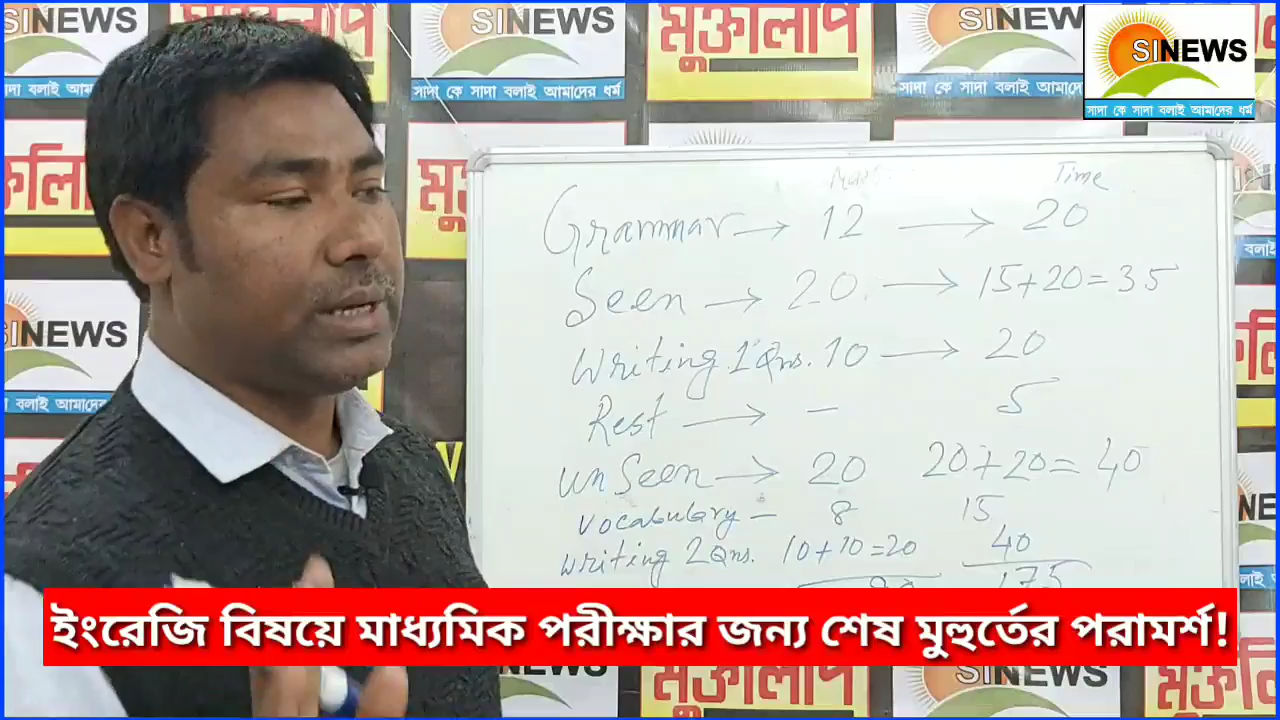 SINEWS
সাদা কে সাদা বলাই আমাদের ধর্ম
মুক্তালাপ
Time
Grammar → 12 → 20
Seen → 20 → 15+20=35
Writing 1 Qns. 10 → 20
Rest → - 5
Unseen → 20 20+20=40
Vocabulary - 8 15
Writing 2 Qns. 10+10=20 40
175
ইংরেজি বিষয়ে মাধ্যমিক পরীক্ষার জন্য শেষ মুহুর্তের পরামর্শ!